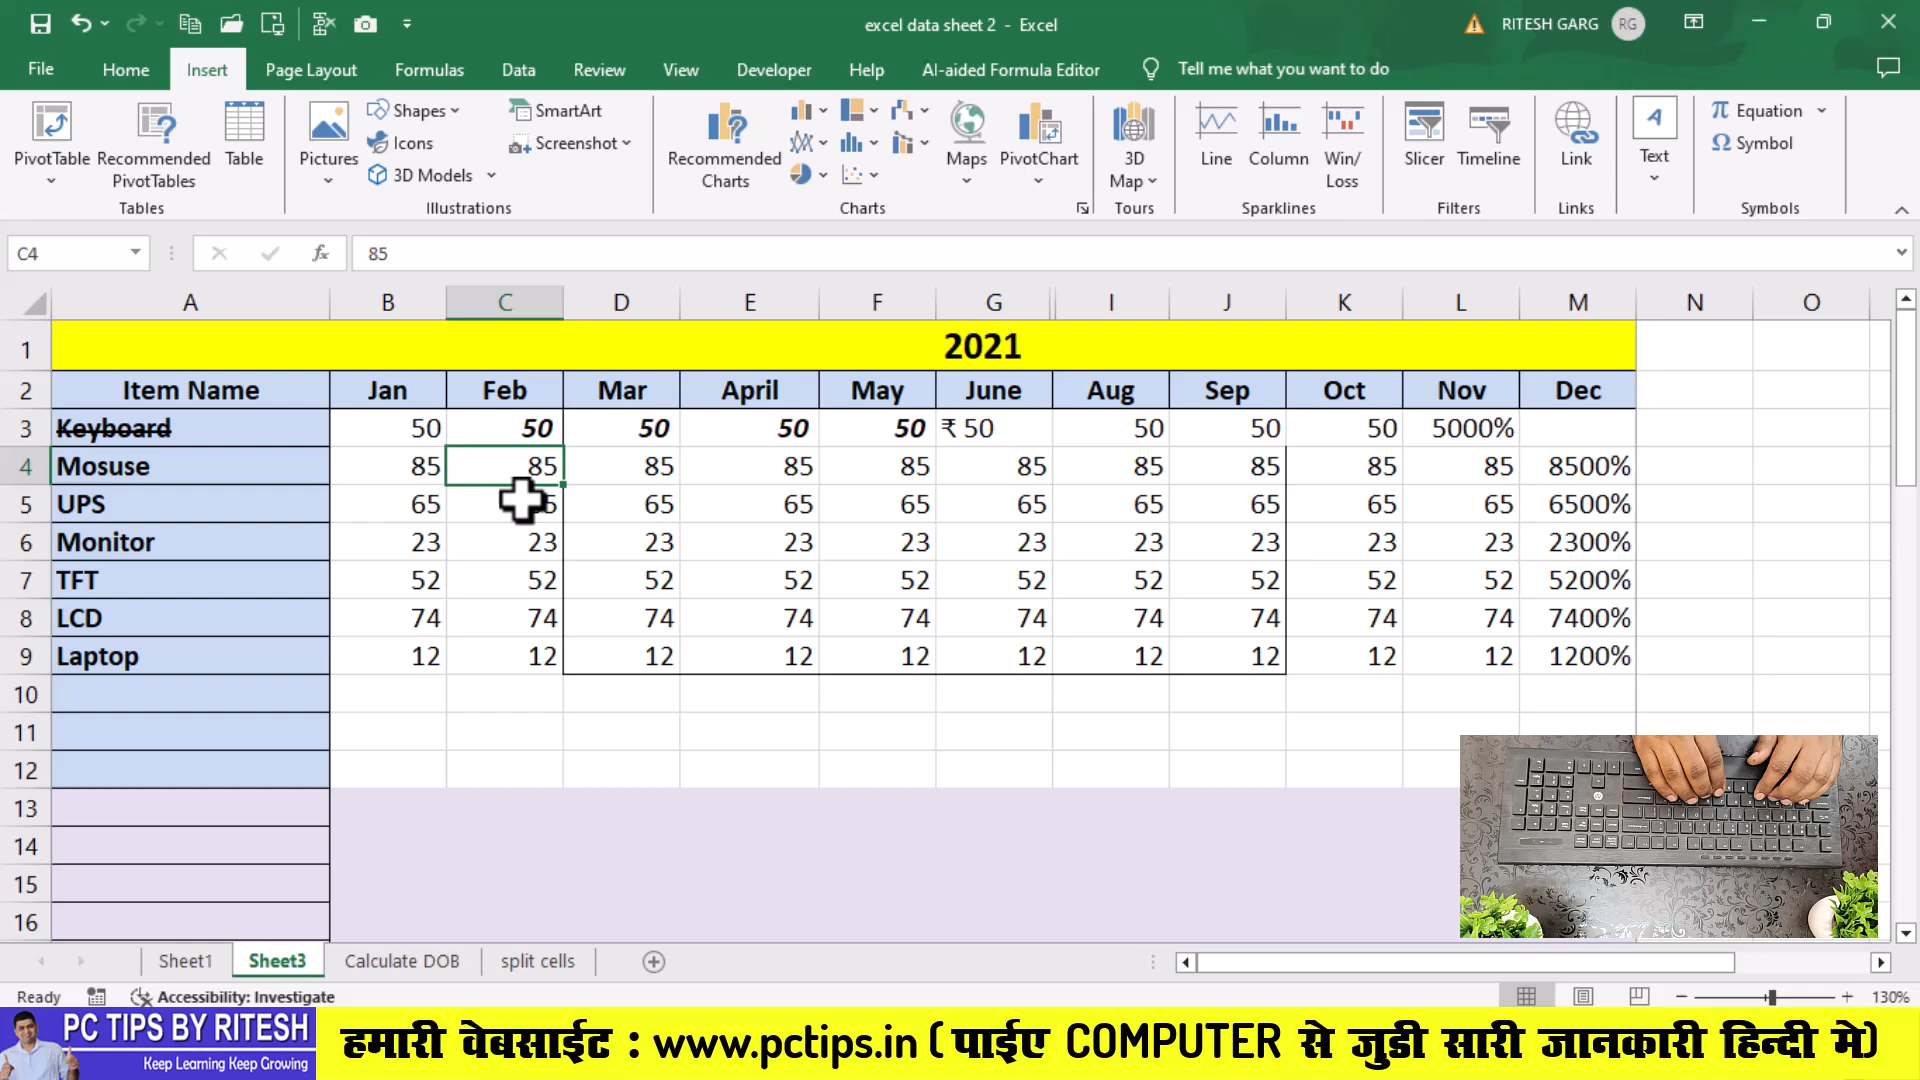 excel data sheet 2 - Excel
RITESH GARG RG
File Home Insert Page Layout Formulas Data Review View Developer Help AI-aided Formula Editor Tell me what you want to do
PivotTable
Recommended PivotTables
Table
Tables
Pictures
Shapes
Icons
3D Models
SmartArt
Screenshot
Illustrations
Recommended Charts
Maps
PivotChart
Charts
3D Map
Tours
Line
Column
Win/ Loss
Sparklines
Slicer
Timeline
Filters
Link
Links
Text
π Equation
Ω Symbol
Symbols
C4 fx 85
A B C D E F G I J K L M N O
1 2021
2 Item Name Jan Feb Mar April May June Aug Sep Oct Nov Dec
3 Keyboard 50 50 50 50 50 ₹ 50 50 50 50 5000%
4 Mosuse 85 85 85 85 85 85 85 85 85 85 8500%
5 UPS 65 5 65 65 65 65 65 65 65 65 6500%
6 Monitor 23 23 23 23 23 23 23 23 23 23 2300%
7 TFT 52 52 52 52 52 52 52 52 52 52 5200%
8 LCD 74 74 74 74 74 74 74 74 74 74 7400%
9 Laptop 12 12 12 12 12 12 12 12 12 12 1200%
10
11
12
13
14
15
16
Sheet1 Sheet3 Calculate DOB split cells
Ready Accessibility: Investigate 130%
PC TIPS BY RITESH
Keep Learning Keep Growing
हमारी वेबसाईट : www.pctips.in ( पाईए COMPUTER से जुडी सारी जानकारी हिन्दी मे)